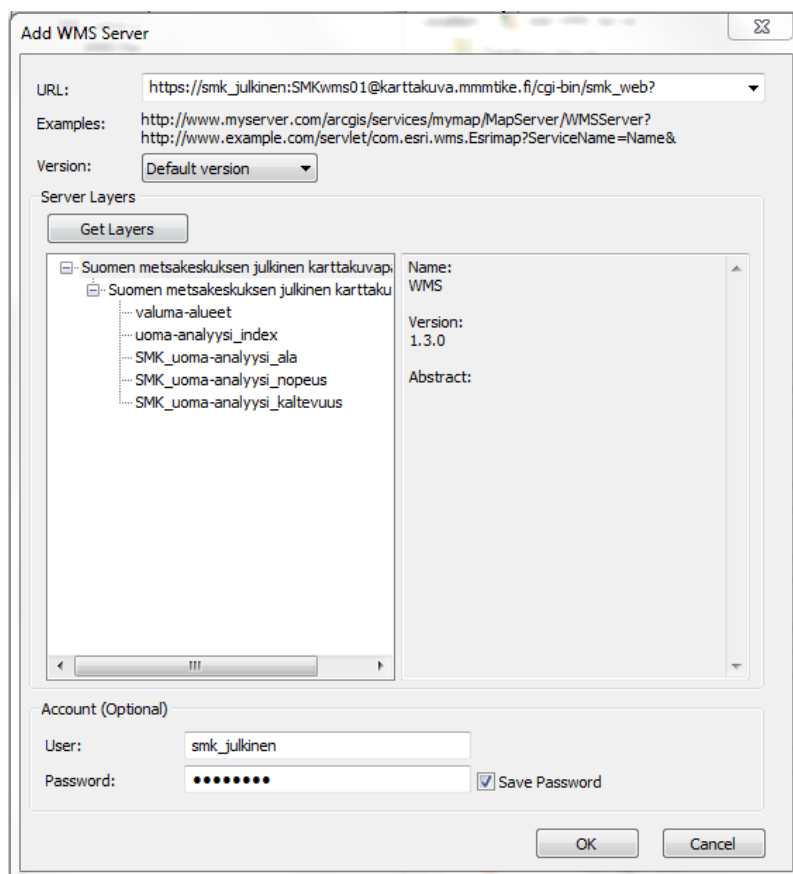 Add WMS Server
URL: https://smk_julkinen:SMKwms01@karttakuva.mmmtike.fi/cgi-bin/smk_web?
Examples: http://www.myserver.com/arcgis/services/mymap/MapServer/WMSServer?
http://www.example.com/servlet/com.esri.wms.Esrimap?ServiceName=Name&
Version: Default version
Server Layers
Get Layers
Suomen metsakeskuksen julkinen karttakuvapa
Suomen metsakeskuksen julkinen karttaku
valuma-alueet
uoma-analyysi_index
SMK_uoma-analyysi_ala
SMK_uoma-analyysi_nopeus
SMK_uoma-analyysi_kaltevuus
Name:
WMS
Version:
1.3.0
Abstract:
Account (Optional)
User: smk_julkinen
Password: ●●●●●●●● Save Password
OK Cancel